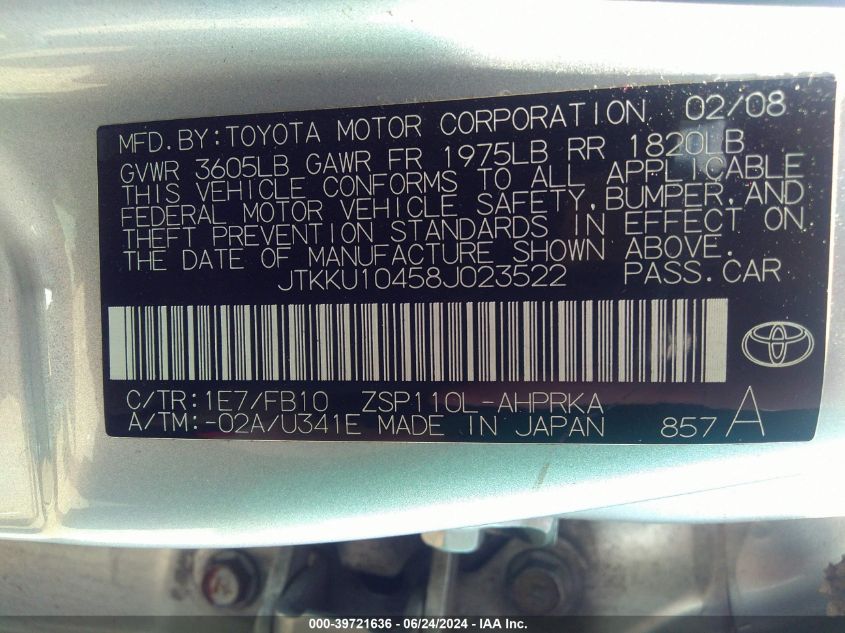 MFD.BY:TOYOTA MOTOR CORPORATION 02/08
GVWR 3605LB GAWR FR 1975LB RR 1820LB
THIS VEHICLE CONFORMS TO ALL APPLICABLE
FEDERAL MOTOR VEHICLE SAFETY,BUMPER,AND
THEFT PREVENTION STANDARDS IN EFFECT ON
THE DATE OF MANUFACTURE SHOWN ABOVE.
JTKKU10458J023522 PASS.CAR
C/TR:1E7/FB10 ZSP110L-AHPRKA
A/TM:-02A/U341E MADE IN JAPAN 857 A
000-39721636 - 06/24/2024 - IAA Inc.